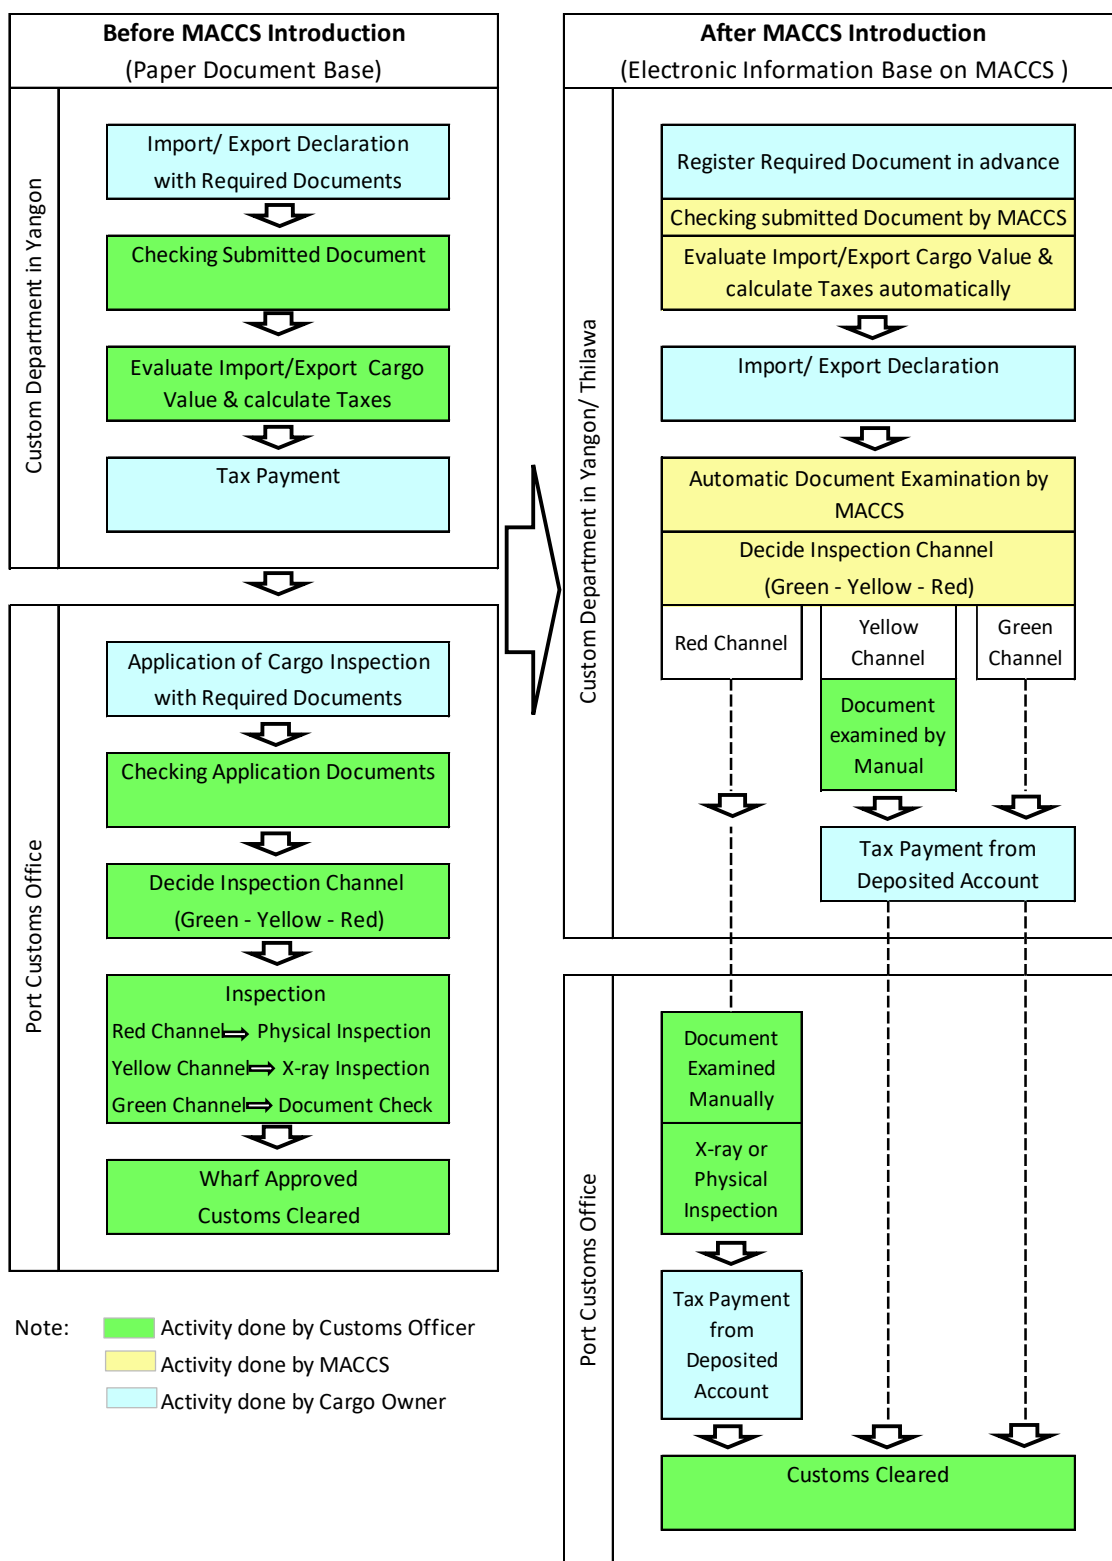 Before MACCS Introduction
(Paper Document Base)
Custom Department in Yangon
Import/ Export Declaration
with Required Documents
Checking Submitted Document
Evaluate Import/Export Cargo
Value & calculate Taxes
Tax Payment
Port Customs Office
Application of Cargo Inspection
with Required Documents
Checking Application Documents
Decide Inspection Channel
(Green - Yellow - Red)
Inspection
Red Channel Physical Inspection
Yellow Channel X-ray Inspection
Green Channel Document Check
Wharf Approved
Customs Cleared
Note:
Activity done by Customs Officer
Activity done by MACCS
Activity done by Cargo Owner
After MACCS Introduction
(Electronic Information Base on MACCS )
Custom Department in Yangon/ Thilawa
Register Required Document in advance
Checking submitted Document by MACCS
Evaluate Import/Export Cargo Value &
calculate Taxes automatically
Import/ Export Declaration
Automatic Document Examination by
MACCS
Decide Inspection Channel
(Green - Yellow - Red)
Red Channel
Yellow
Channel
Green
Channel
Document
examined by
Manual
Tax Payment from
Deposited Account
Port Customs Office
Document
Examined
Manually
X-ray or
Physical
Inspection
Tax Payment
from
Deposited
Account
Customs Cleared